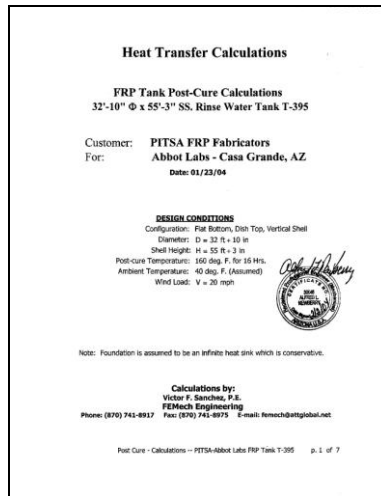 Heat Transfer Calculations
FRP Tank Post-Cure Calculations
32'-10" Φ x 55'-3" SS. Rinse Water Tank T-395
Customer: PITSA FRP Fabricators
For: Abbot Labs - Casa Grande, AZ
Date: 01/23/04
DESIGN CONDITIONS
Configuration: Flat Bottom, Dish Top, Vertical Shell
Diameter: D = 32 ft + 10 in
Shell Height: H = 55 ft + 3 in
Post-cure Temperature: 160 deg. F. for 16 Hrs.
Ambient Temperature: 40 deg. F. (Assumed)
Wind Load: V = 20 mph
ALFRED L.
NEWBERRY
Note: Foundation is assumed to be an infinite heat sink which is conservative.
Calculations by:
Victor F. Sanchez, P.E.
FEMech Engineering
Phone: (870) 741-8917 Fax: (870) 741-8975 E-mail: femech@attglobal.net
Post Cure - Calculations -- PITSA-Abbot Labs FRP Tank T-395 p. 1 of 7